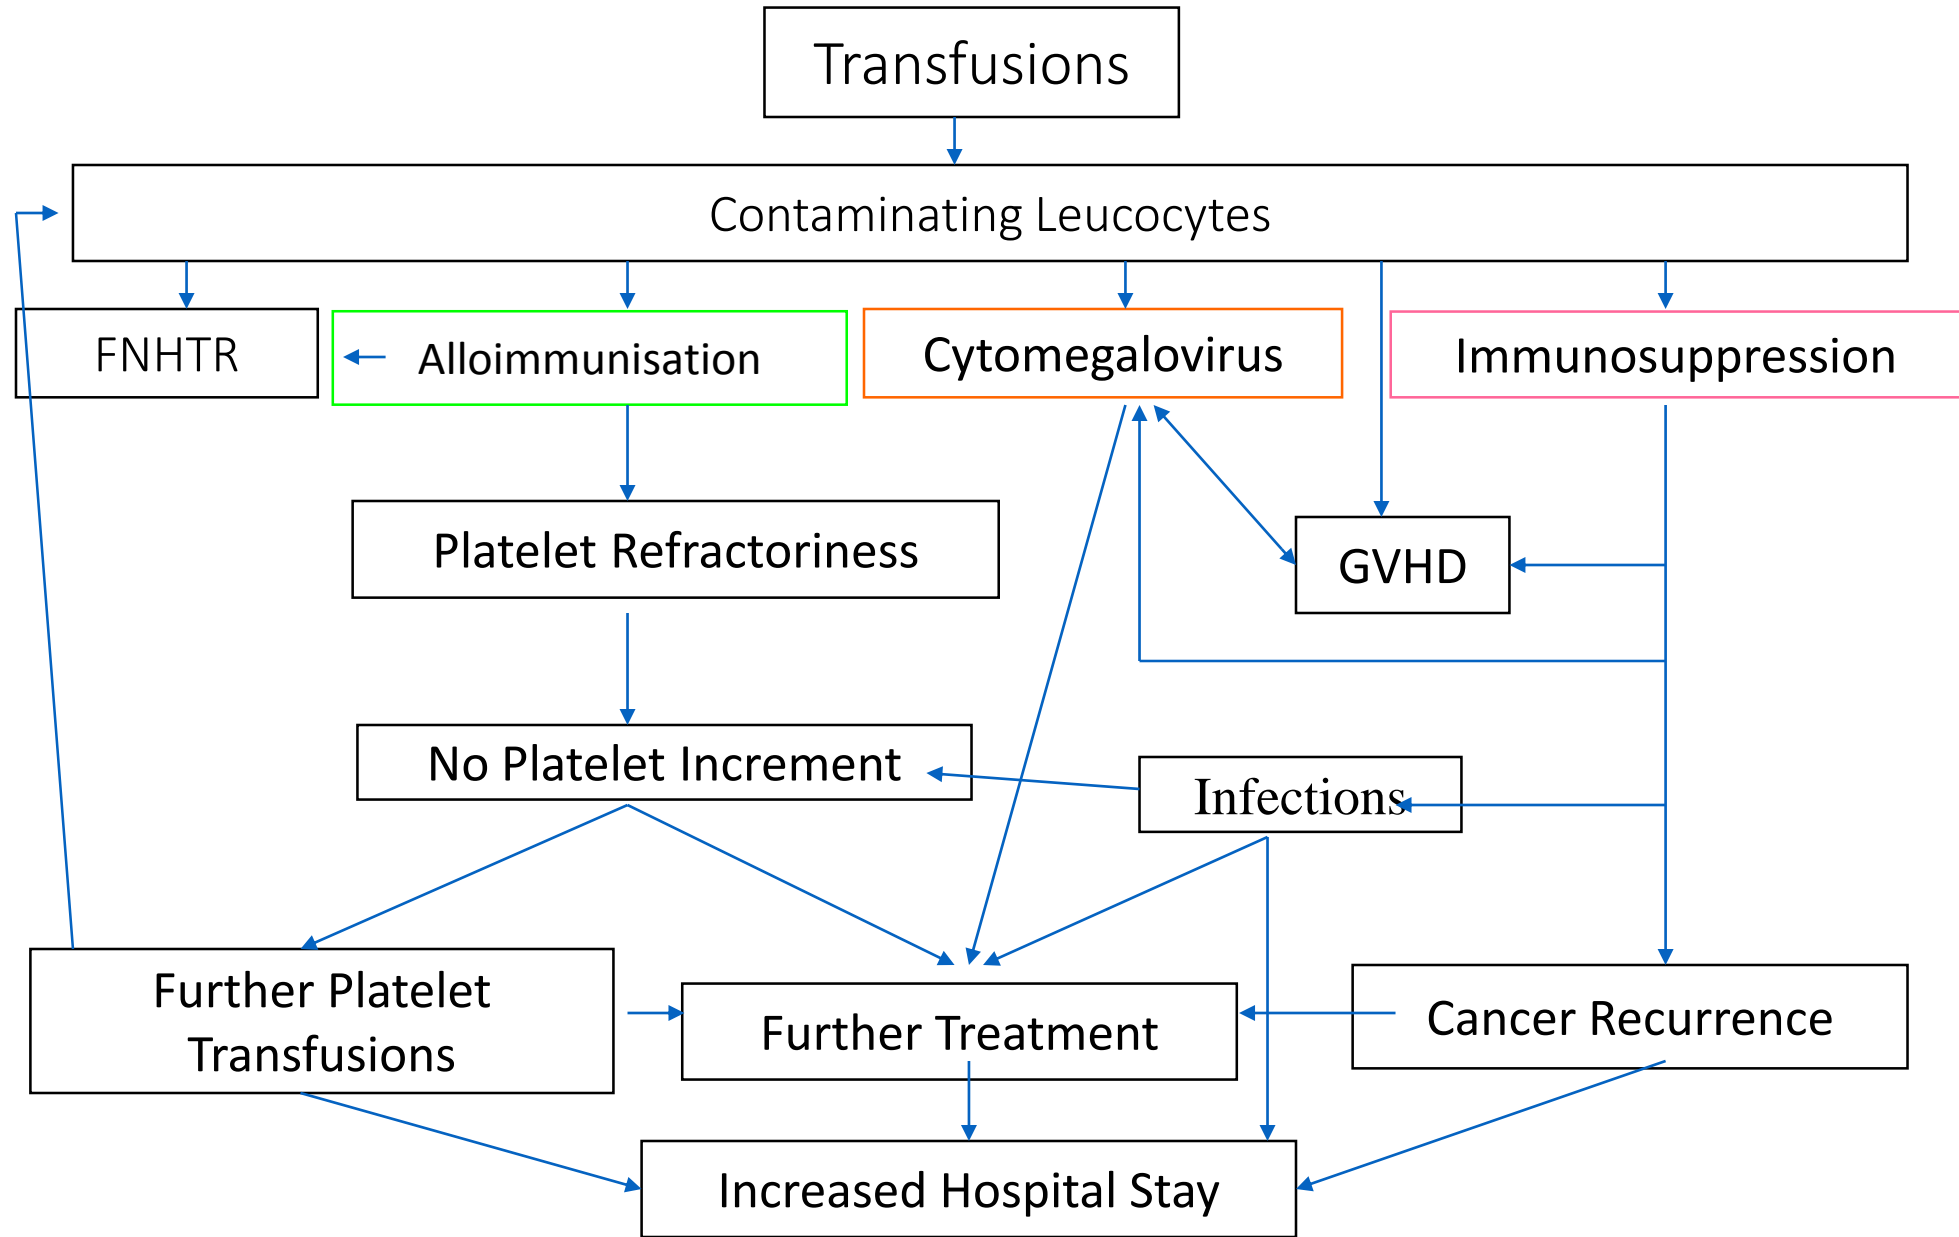 Transfusions
Contaminating Leucocytes
FNHTR
Alloimmunisation
Cytomegalovirus
Immunosuppression
Platelet Refractoriness
GVHD
No Platelet Increment
Infections
Further Platelet
Transfusions
Further Treatment
Cancer Recurrence
Increased Hospital Stay